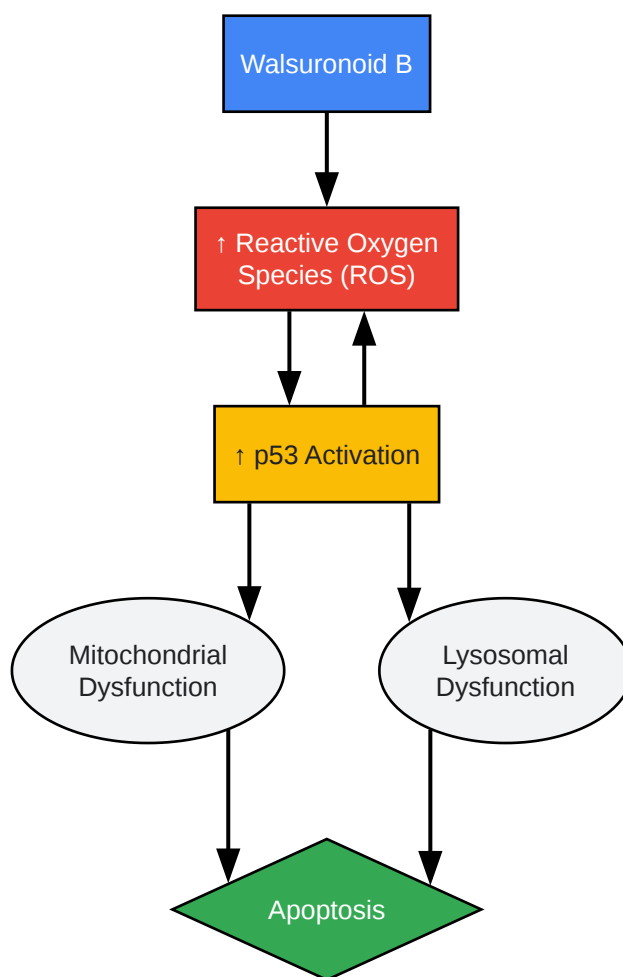 Walsuronoid B
↑ Reactive Oxygen
Species (ROS)
↑ p53 Activation
Mitochondrial
Dysfunction
Lysosomal
Dysfunction
Apoptosis